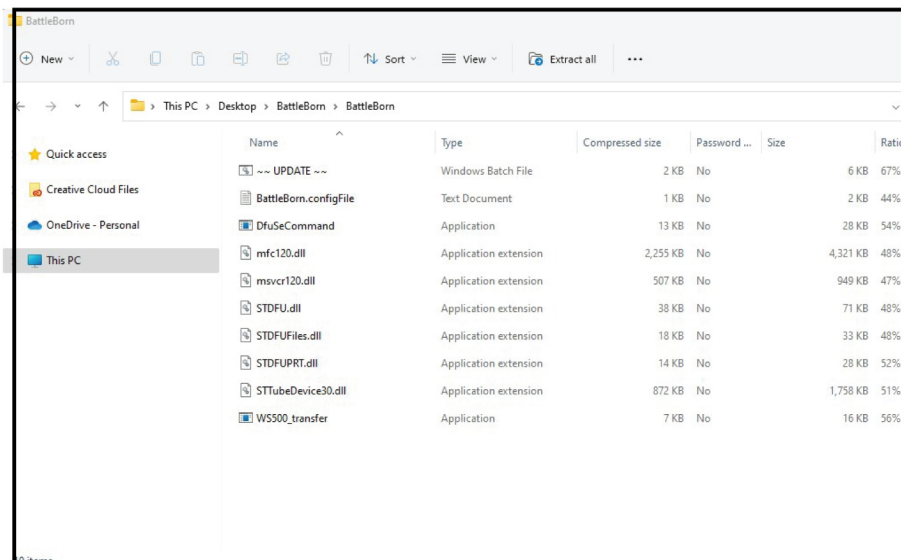 BattleBorn
New Sort View Extract all ...
This PC > Desktop > BattleBorn > BattleBorn
Quick access
Creative Cloud Files
OneDrive - Personal
This PC
Name Type Compressed size Password ... Size
~~ UPDATE ~~ Windows Batch File 2 KB No 6 KB 67%
BattleBorn.configFile Text Document 1 KB No 2 KB 44%
DfuSeCommand Application 13 KB No 28 KB 54%
mfc120.dll Application extension 2,255 KB No 4,321 KB 48%
msvcr120.dll Application extension 507 KB No 949 KB 47%
STDFU.dll Application extension 38 KB No 71 KB 48%
STDFUFiles.dll Application extension 18 KB No 33 KB 48%
STDFUPRT.dll Application extension 14 KB No 28 KB 52%
STTubeDevice30.dll Application extension 872 KB No 1,758 KB 51%
WS500_transfer Application 7 KB No 16 KB 56%